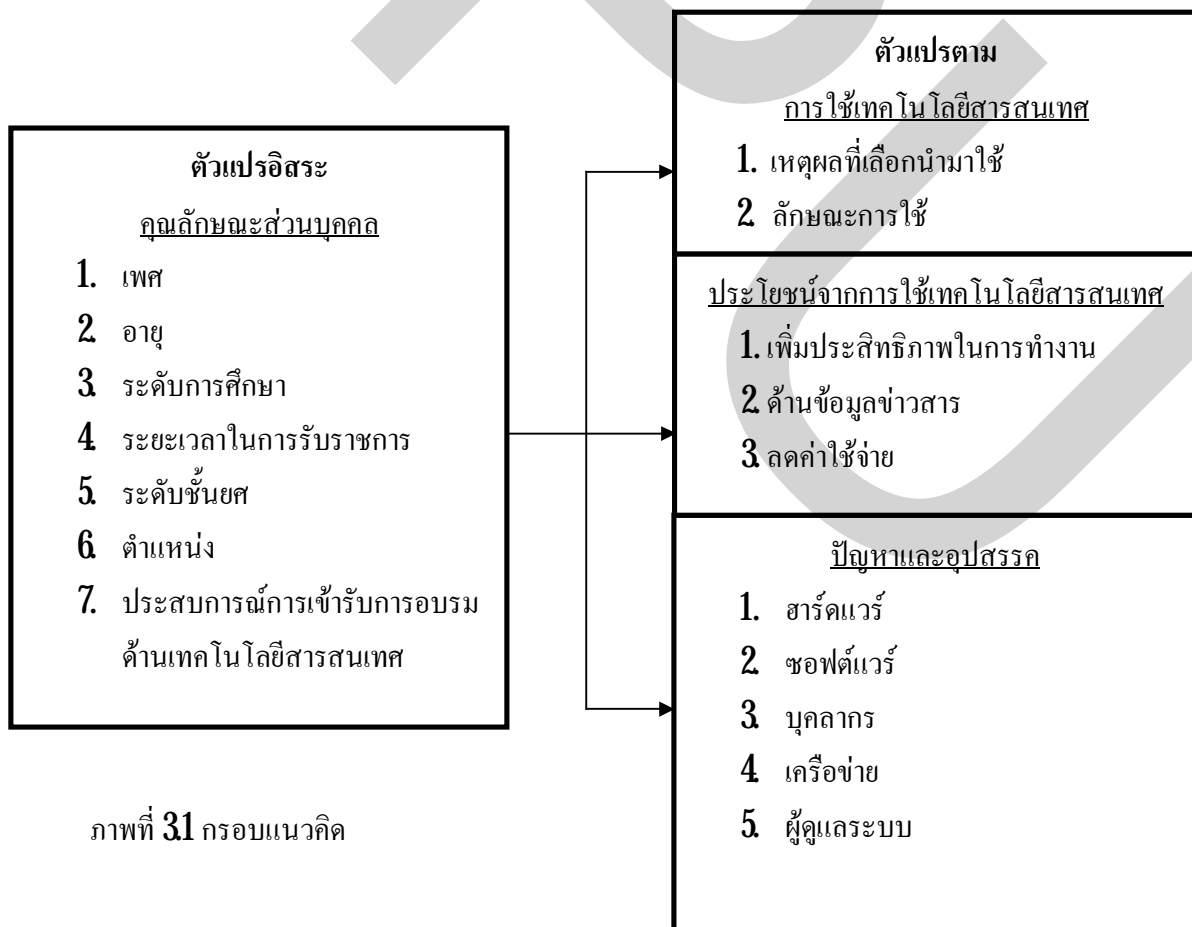 ตัวแปรอิสระ
คุณลักษณะส่วนบุคคล
1. เพศ
2. อายุ
3. ระดับการศึกษา
4. ระยะเวลาในการรับราชการ
5. ระดับชั้นยศ
6. ตำแหน่ง
7. ประสบการณ์การเข้ารับการอบรม
ด้านเทคโนโลยีสารสนเทศ
ตัวแปรตาม
การใช้เทคโนโลยีสารสนเทศ
1. เหตุผลที่เลือกนำมาใช้
2. ลักษณะการใช้
ประโยชน์จากการใช้เทคโนโลยีสารสนเทศ
1. เพิ่มประสิทธิภาพในการทำงาน
2. ด้านข้อมูลข่าวสาร
3. ลดค่าใช้จ่าย
ปัญหาและอุปสรรค
1. ฮาร์ดแวร์
2. ซอฟต์แวร์
3. บุคลากร
4. เครือข่าย
5. ผู้ดูแลระบบ
ภาพที่ 3.1 กรอบแนวคิด